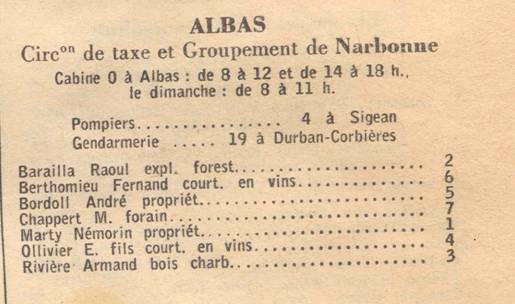 ALBAS
Circon de taxe et Groupement de Narbonne
Cabine 0 à Albas : de 8 à 12 et de 14 à 18 h.,
le dimanche : de 8 à 11 h.
Pompiers................ 4 à Sigean
Gendarmerie ..... 19 à Durban-Corbières
Barailla Raoul expl. forest...................... 2
Berthomieu Fernand court. en vins............... 6
Bordoll André propriét.......................... 5
Chappert M. forain.............................. 7
Marty Némorin propriét.......................... 1
Ollivier E. fils court. en vins................. 4
Rivière Armand bois charb....................... 3